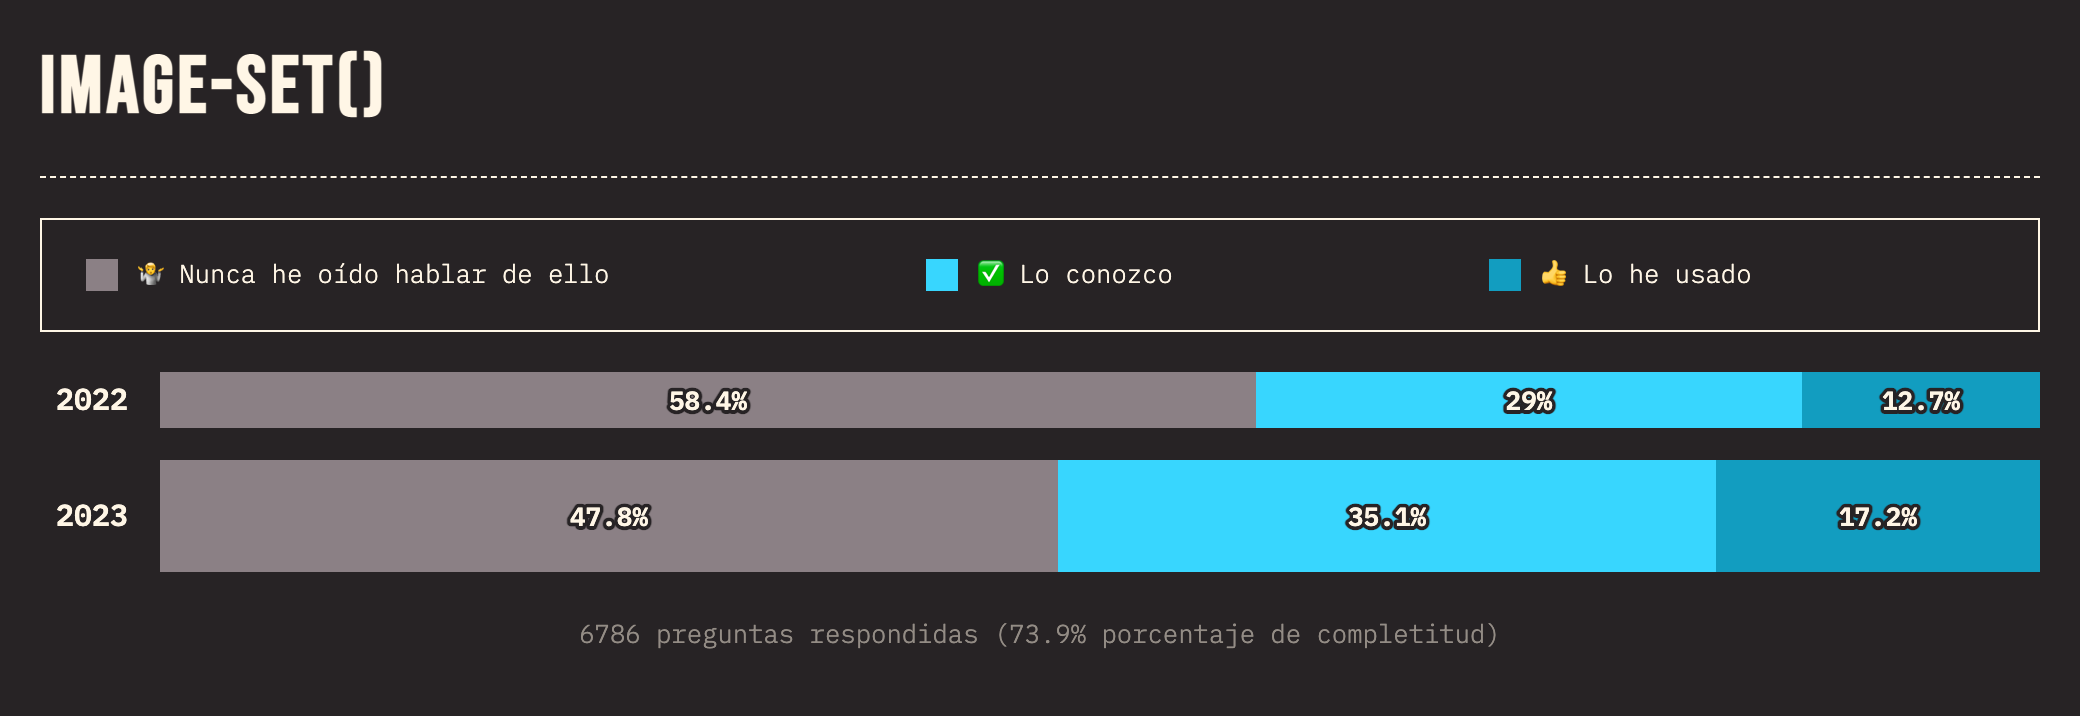 IMAGE-SET()
🤷 Nunca he oído hablar de ello ✅ Lo conozco 👍 Lo he usado
2022 58.4% 29% 12.7%
2023 47.8% 35.1% 17.2%
6786 preguntas respondidas (73.9% porcentaje de completitud)